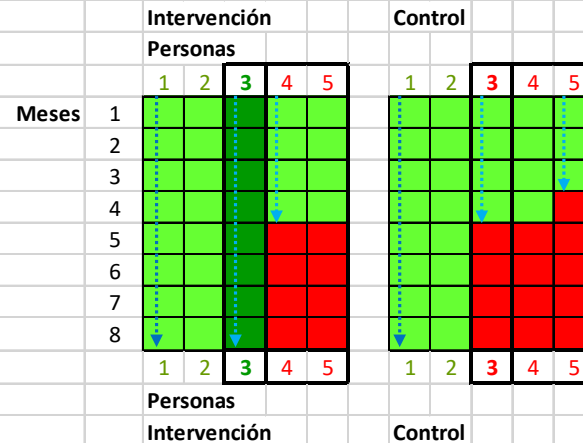 Intervención Control
Personas
1 2 3 4 5 1 2 3 4 5
Meses 1
2
3
4
5
6
7
8
1 2 3 4 5 1 2 3 4 5
Personas
Intervención Control